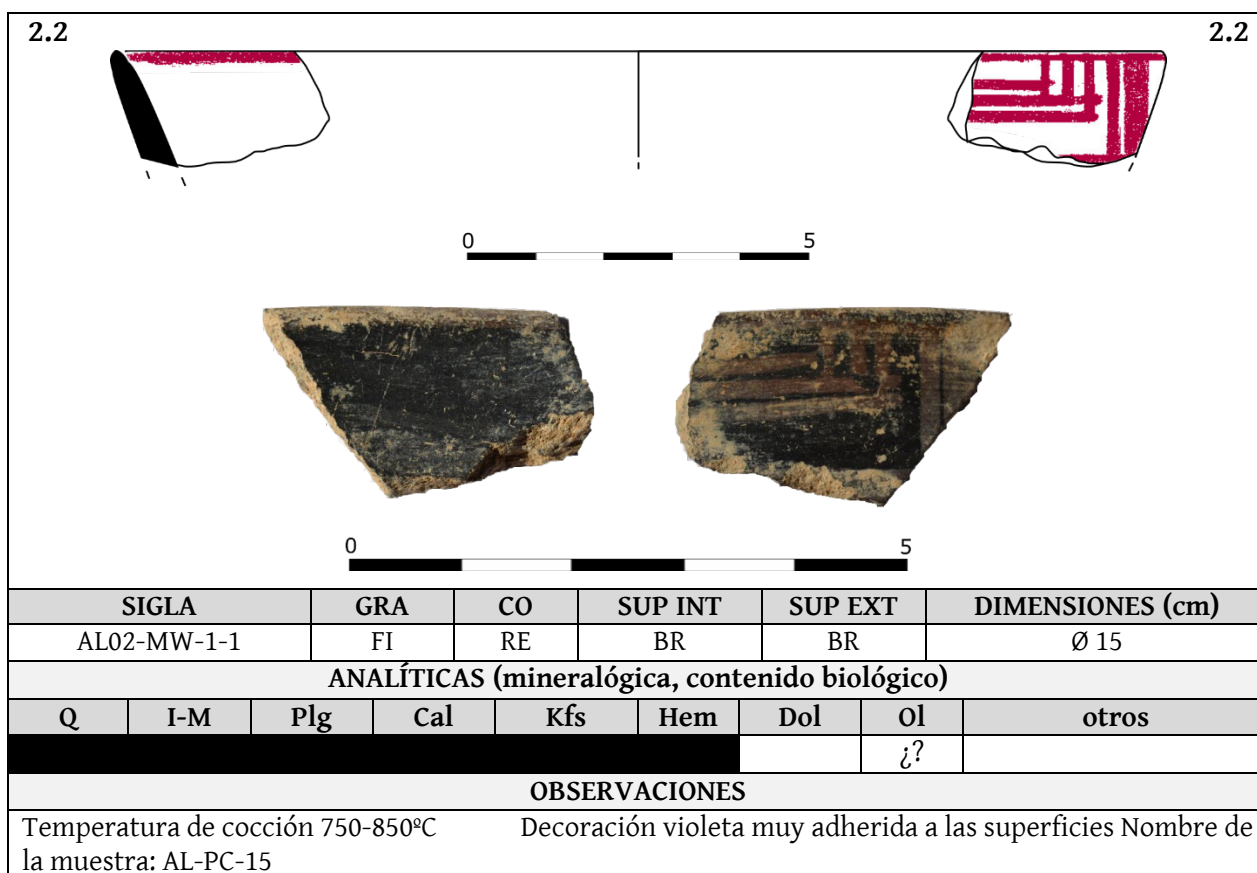 2.2 2.2
0 5
0 5
SIGLA GRA CO SUP INT SUP EXT DIMENSIONES (cm)
AL02-MW-1-1 FI RE BR BR Ø 15
ANALÍTICAS (mineralógica, contenido biológico)
Q I-M Plg Cal Kfs Hem Dol Ol otros
¿?
OBSERVACIONES
Temperatura de cocción 750-850ºC Decoración violeta muy adherida a las superficies Nombre de
la muestra: AL-PC-15